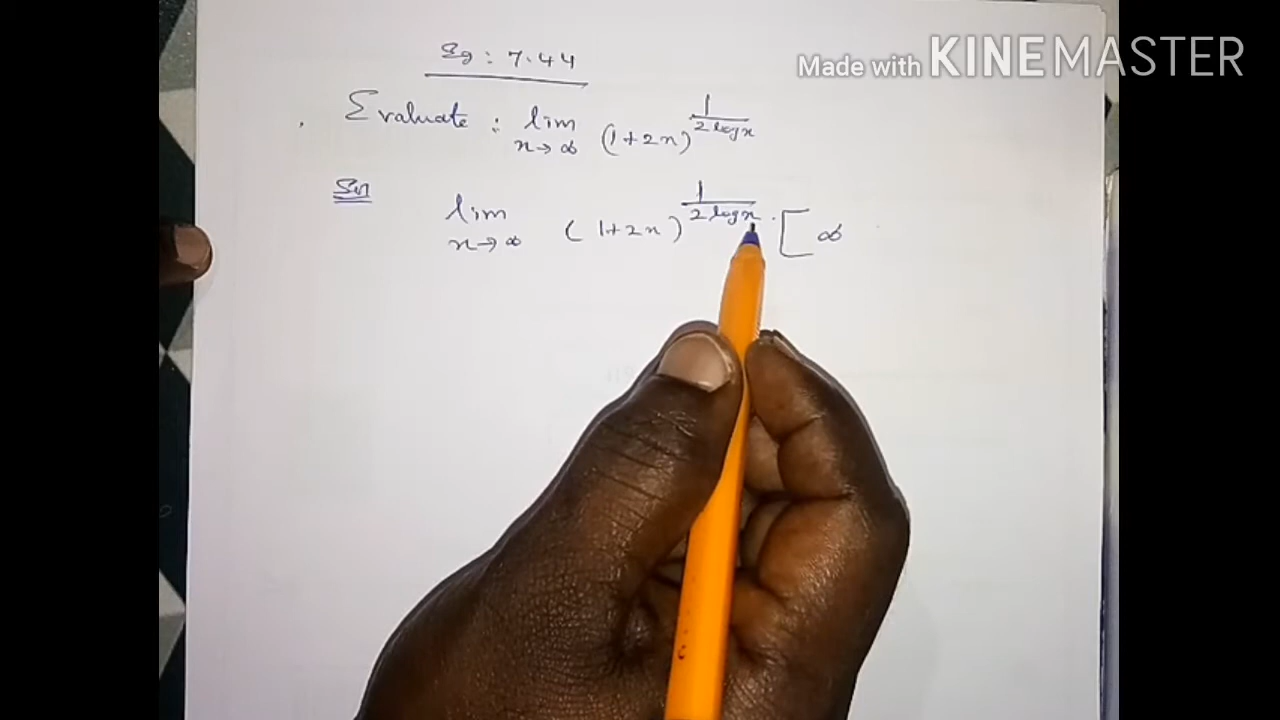 Made with KINEMASTER
Eg : 7.44
Evaluate : lim x→∞ (1+2x)^(1/(2 log x))
Soln
lim x→∞ (1+2x)^(1/(2 log x)) . [ ∞